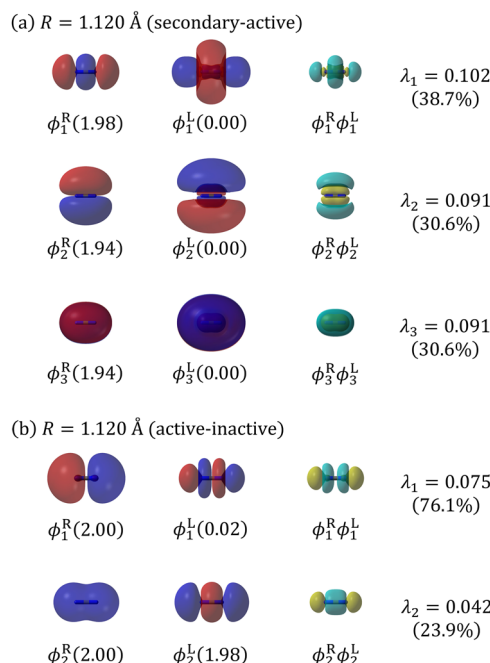 (a) R = 1.120 Å (secondary-active)
ϕ₁ᴿ(1.98) ϕ₁ᴸ(0.00) ϕ₁ᴿϕ₁ᴸ λ₁ = 0.102
(38.7%)
ϕ₂ᴿ(1.94) ϕ₂ᴸ(0.00) ϕ₂ᴿϕ₂ᴸ λ₂ = 0.091
(30.6%)
ϕ₃ᴿ(1.94) ϕ₃ᴸ(0.00) ϕ₃ᴿϕ₃ᴸ λ₃ = 0.091
(30.6%)
(b) R = 1.120 Å (active-inactive)
ϕ₁ᴿ(2.00) ϕ₁ᴸ(0.02) ϕ₁ᴿϕ₁ᴸ λ₁ = 0.075
(76.1%)
ϕ₂ᴿ(2.00) ϕ₂ᴸ(1.98) ϕ₂ᴿϕ₂ᴸ λ₂ = 0.042
(23.9%)